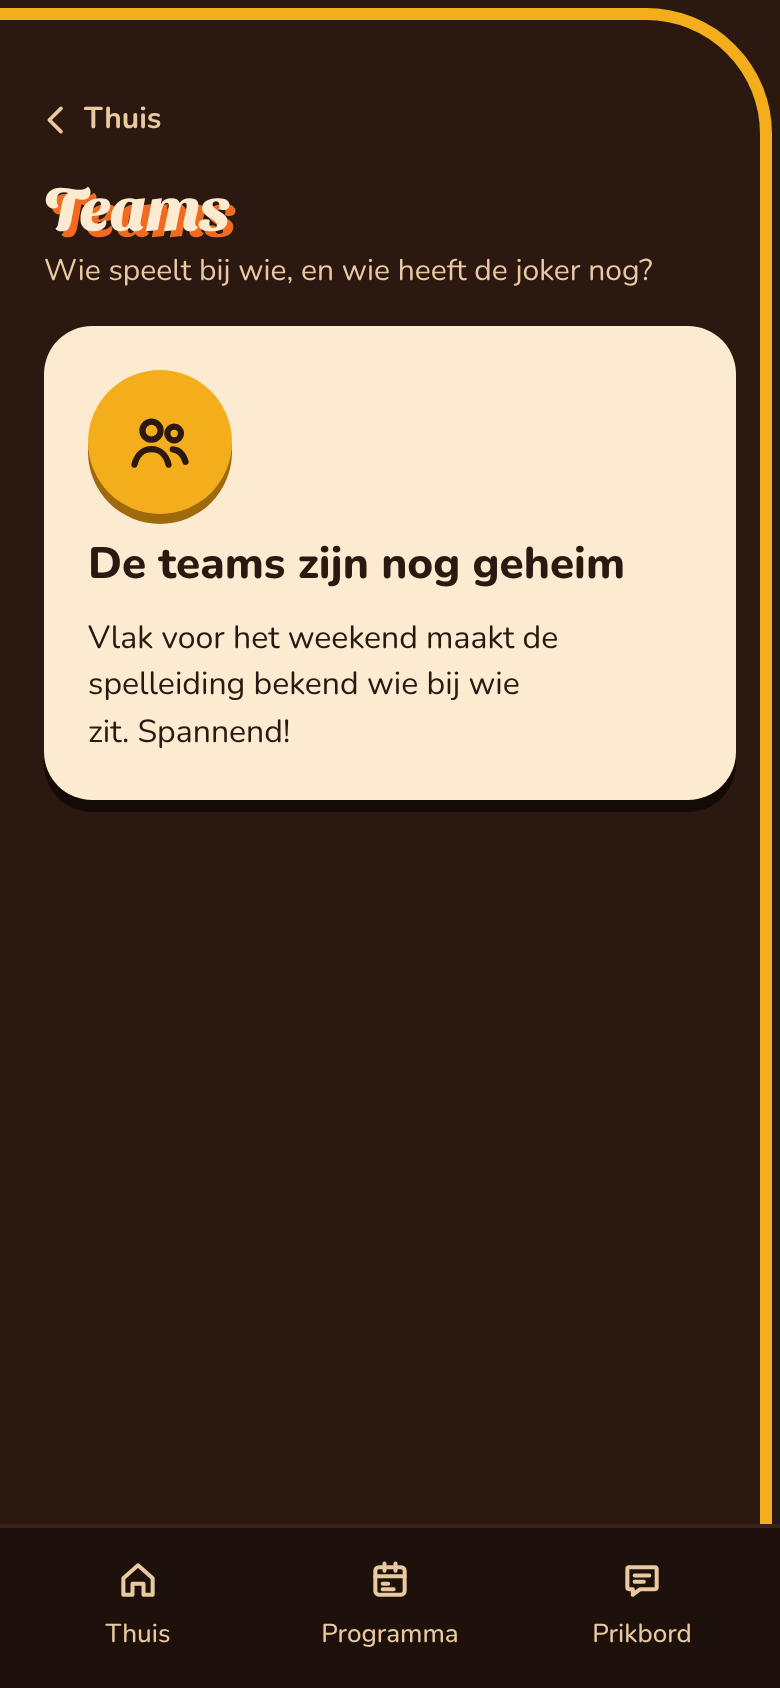 Thuis
Teams
Wie speelt bij wie, en wie heeft de joker nog?
De teams zijn nog geheim
Vlak voor het weekend maakt de
spelleiding bekend wie bij wie
zit. Spannend!
Thuis
Programma
Prikbord